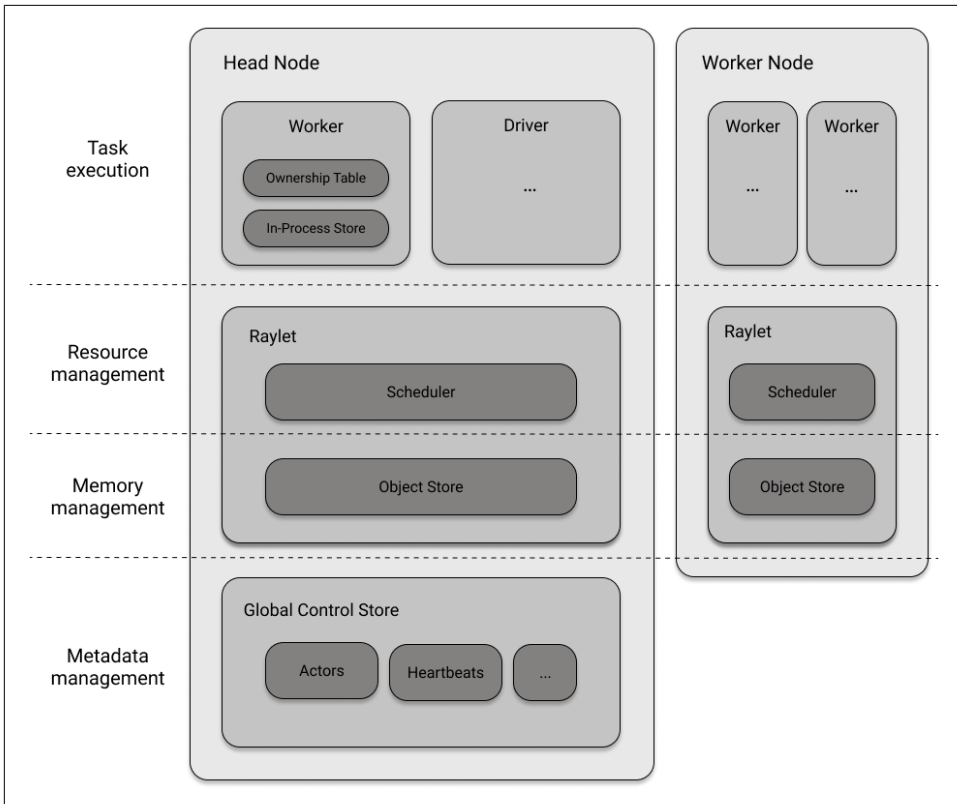 Head Node
Worker Node
Task
execution
Worker
Ownership Table
In-Process Store
Driver
...
Worker
...
Worker
...
Resource
management
Raylet
Scheduler
Raylet
Scheduler
Memory
management
Object Store
Object Store
Metadata
management
Global Control Store
Actors
Heartbeats
...